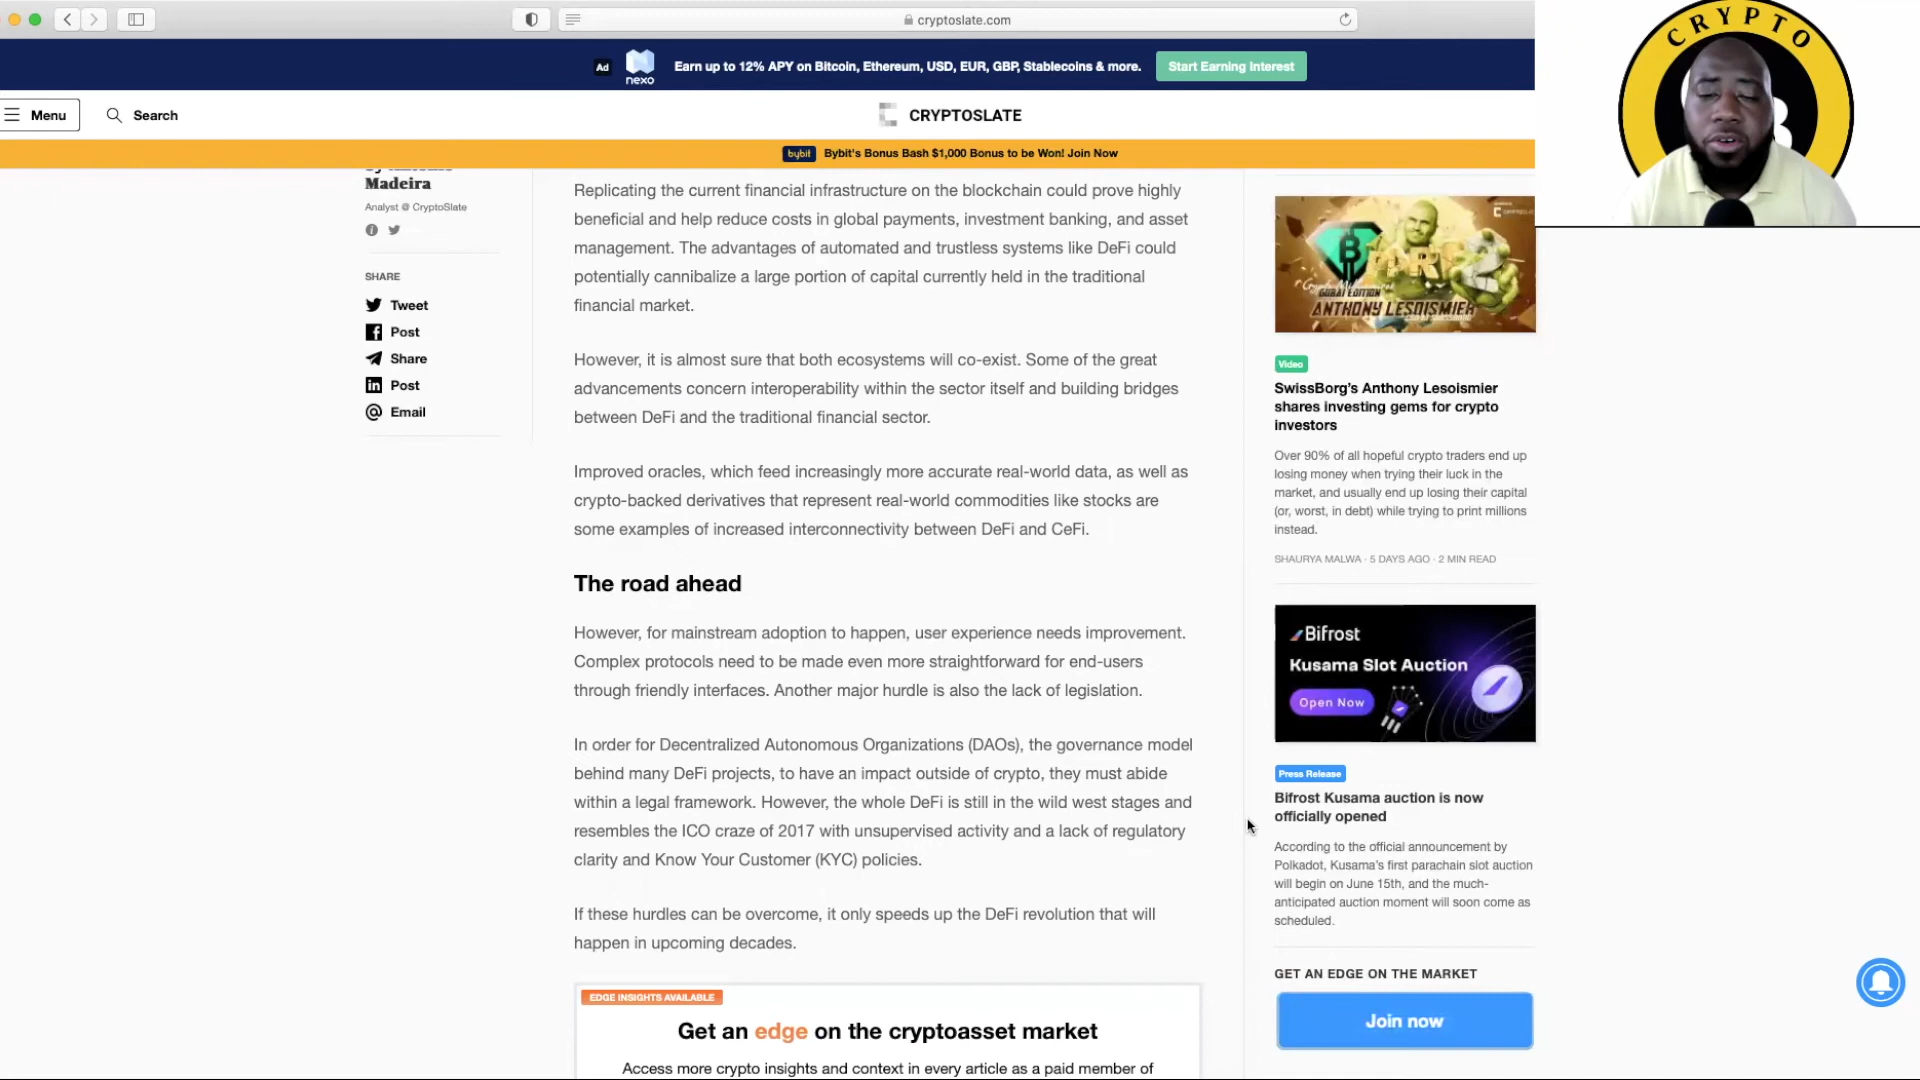 cryptoslate.com
CRYPTO
Ad
nexo
Earn up to 12% APY on Bitcoin, Ethereum, USD, EUR, GBP, Stablecoins & more.
Start Earning Interest
Menu
Search
CRYPTOSLATE
bybit
Bybit's Bonus Bash $1,000 Bonus to be Won! Join Now
Madeira
Analyst @ CryptoSlate
SHARE
Tweet
Post
Share
Post
Email
Replicating the current financial infrastructure on the blockchain could prove highly
beneficial and help reduce costs in global payments, investment banking, and asset
management. The advantages of automated and trustless systems like DeFi could
potentially cannibalize a large portion of capital currently held in the traditional
financial market.
However, it is almost sure that both ecosystems will co-exist. Some of the great
advancements concern interoperability within the sector itself and building bridges
between DeFi and the traditional financial sector.
Improved oracles, which feed increasingly more accurate real-world data, as well as
crypto-backed derivatives that represent real-world commodities like stocks are
some examples of increased interconnectivity between DeFi and CeFi.
The road ahead
However, for mainstream adoption to happen, user experience needs improvement.
Complex protocols need to be made even more straightforward for end-users
through friendly interfaces. Another major hurdle is also the lack of legislation.
In order for Decentralized Autonomous Organizations (DAOs), the governance model
behind many DeFi projects, to have an impact outside of crypto, they must abide
within a legal framework. However, the whole DeFi is still in the wild west stages and
resembles the ICO craze of 2017 with unsupervised activity and a lack of regulatory
clarity and Know Your Customer (KYC) policies.
If these hurdles can be overcome, it only speeds up the DeFi revolution that will
happen in upcoming decades.
EDGE INSIGHTS AVAILABLE
Get an edge on the cryptoasset market
Access more crypto insights and context in every article as a paid member of
ANTHONY LESOISMIER
Video
SwissBorg's Anthony Lesoismier
shares investing gems for crypto
investors
Over 90% of all hopeful crypto traders end up
losing money when trying their luck in the
market, and usually end up losing their capital
(or, worst, in debt) while trying to print millions
instead.
SHAURYA MALWA · 5 DAYS AGO · 2 MIN READ
Bifrost
Kusama Slot Auction
Open Now
Press Release
Bifrost Kusama auction is now
officially opened
According to the official announcement by
Polkadot, Kusama's first parachain slot auction
will begin on June 15th, and the much-
anticipated auction moment will soon come as
scheduled.
GET AN EDGE ON THE MARKET
Join now